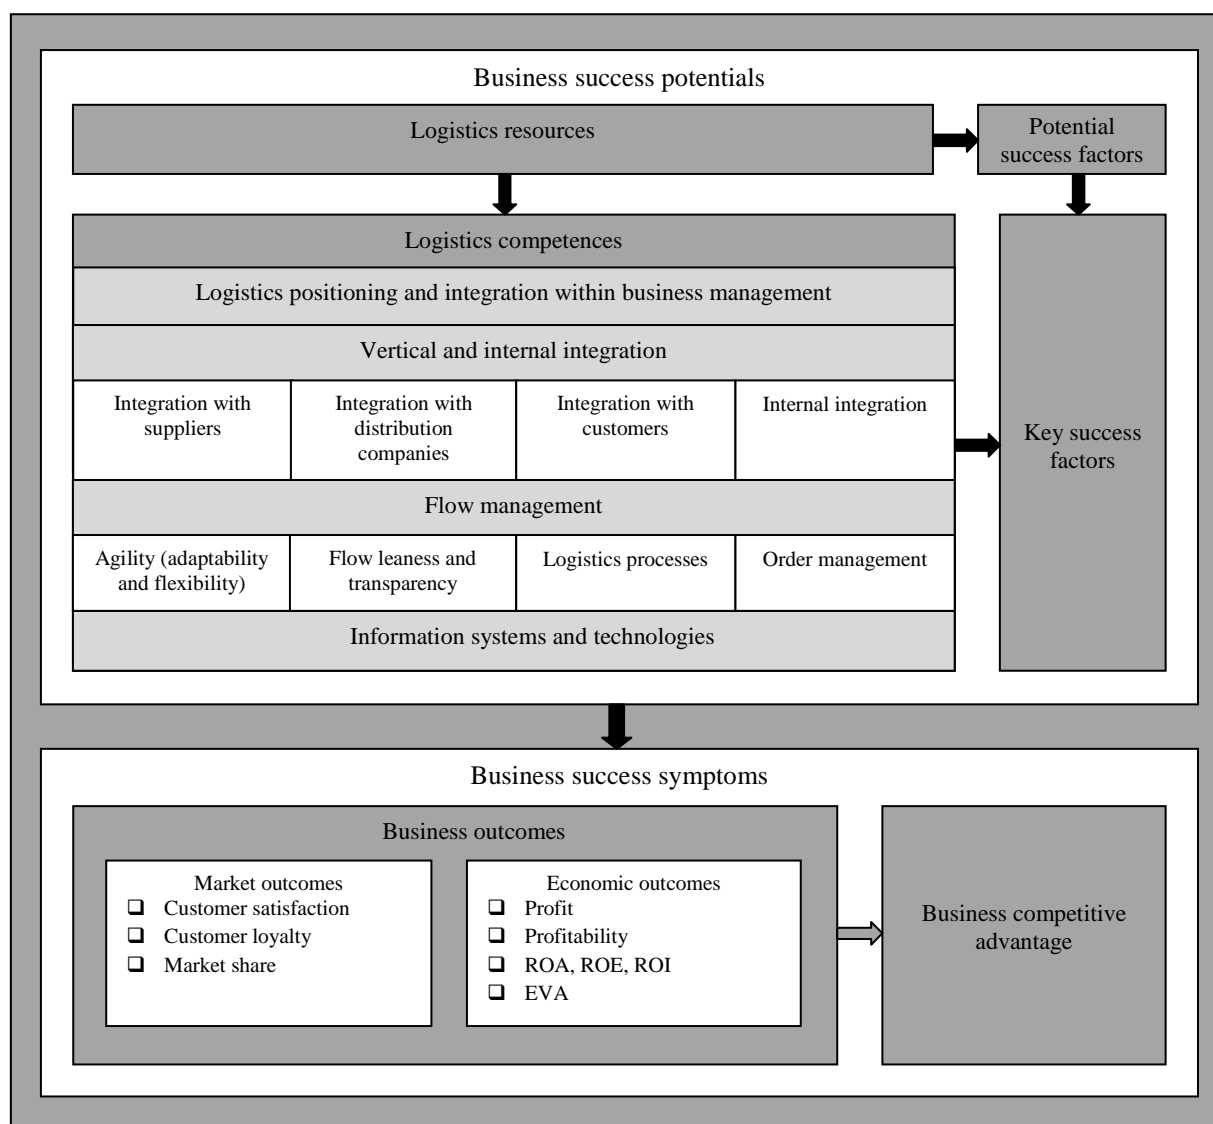 Business success potentials
Logistics resources
Potential
success factors
Logistics competences
Logistics positioning and integration within business management
Vertical and internal integration
Integration with
suppliers
Integration with
distribution
companies
Integration with
customers
Internal integration
Key success
factors
Flow management
Agility (adaptability
and flexibility)
Flow leaness and
transparency
Logistics processes
Order management
Information systems and technologies
Business success symptoms
Business outcomes
Market outcomes
Customer satisfaction
Customer loyalty
Market share
Economic outcomes
Profit
Profitability
ROA, ROE, ROI
EVA
Business competitive
advantage